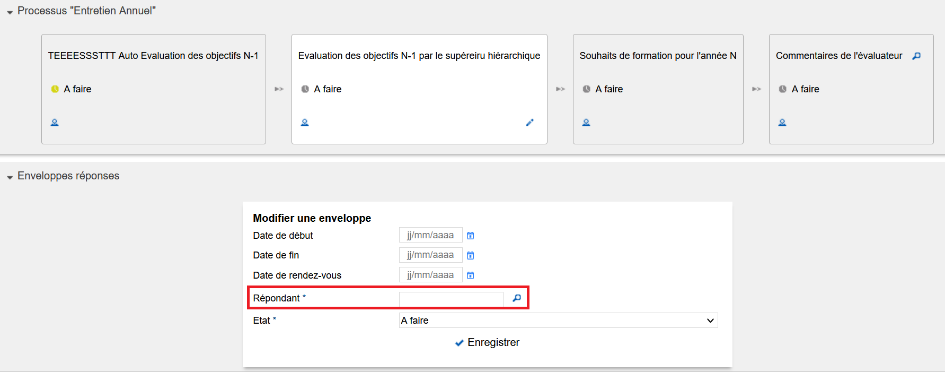 Processus "Entretien Annuel"
TEEEESSSTTT Auto Evaluation des objectifs N-1
A faire
Evaluation des objectifs N-1 par le supéreiru hiérarchique
A faire
Souhaits de formation pour l'année N
A faire
Commentaires de l'évaluateur
A faire
Enveloppes réponses
Modifier une enveloppe
Date de début jj/mm/aaaa
Date de fin jj/mm/aaaa
Date de rendez-vous jj/mm/aaaa
Répondant *
Etat * A faire
Enregistrer